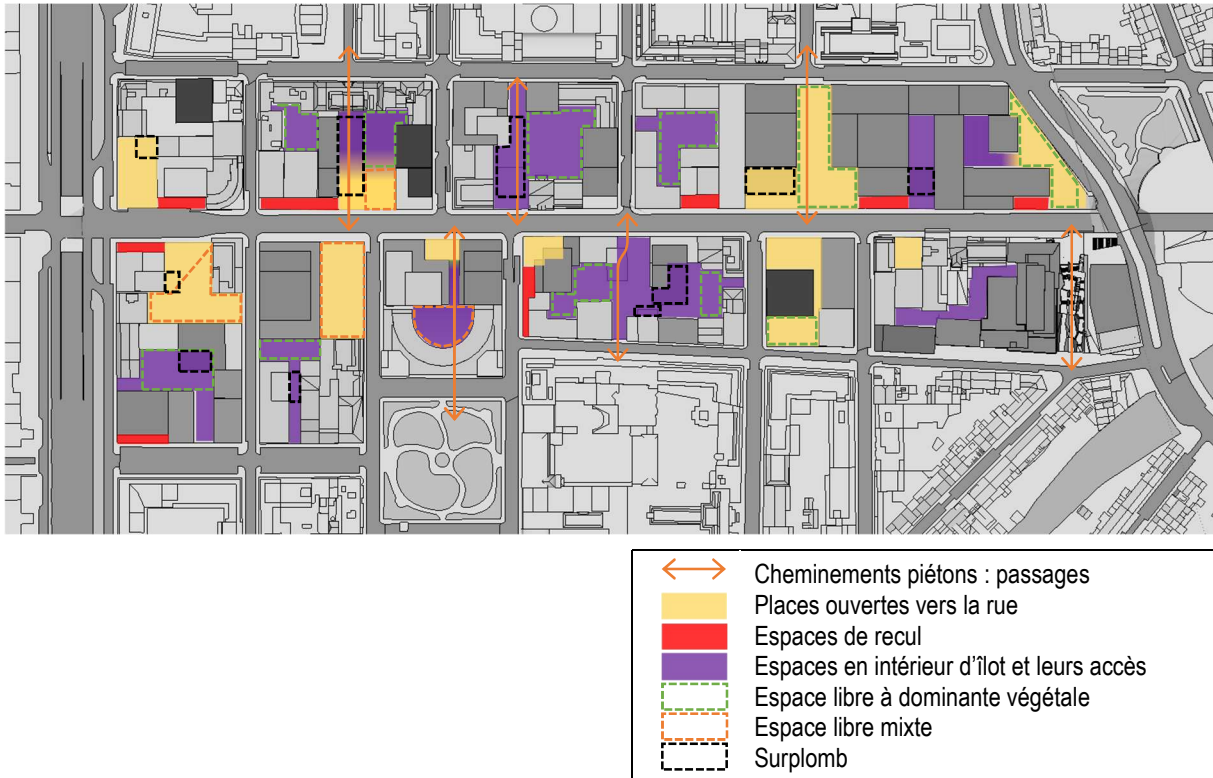 Cheminements piétons : passages
Places ouvertes vers la rue
Espaces de recul
Espaces en intérieur d'îlot et leurs accès
Espace libre à dominante végétale
Espace libre mixte
Surplomb